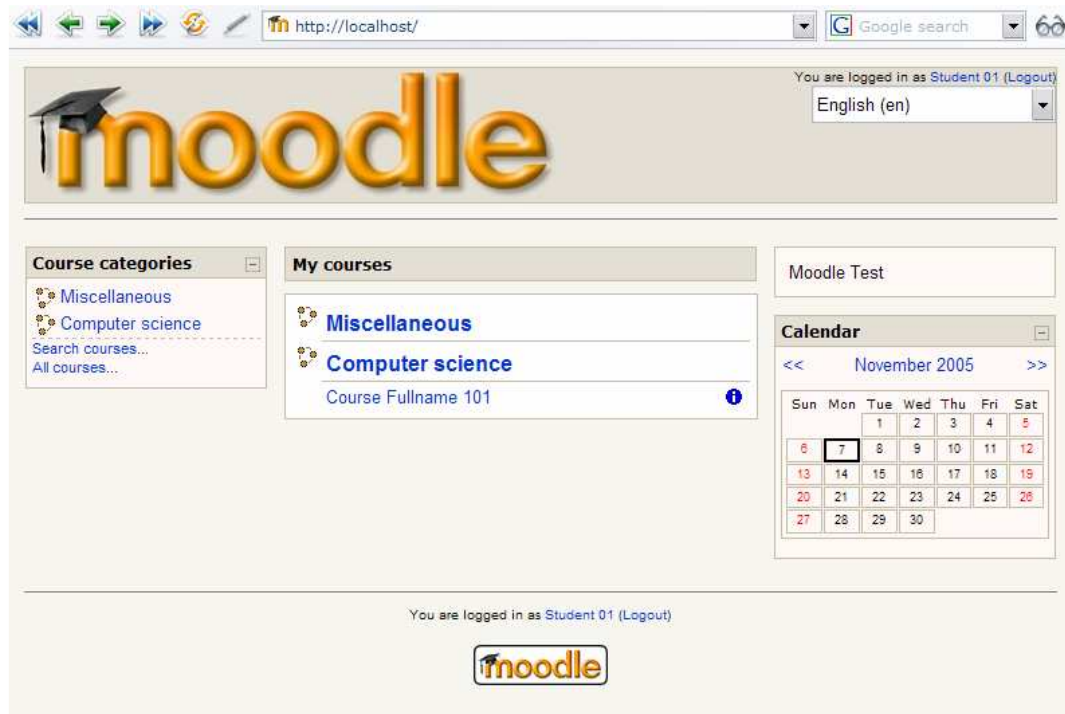 http://localhost/
G Google search
You are logged in as Student 01 (Logout)
moodle
English (en)
Course categories
Miscellaneous
Computer science
Search courses...
All courses...
My courses
Miscellaneous
Computer science
Course Fullname 101
Moodle Test
Calendar
<< November 2005 >>
Sun Mon Tue Wed Thu Fri Sat
1 2 3 4 5
6 7 8 9 10 11 12
13 14 15 16 17 18 19
20 21 22 23 24 25 26
27 28 29 30
You are logged in as Student 01 (Logout)
moodle